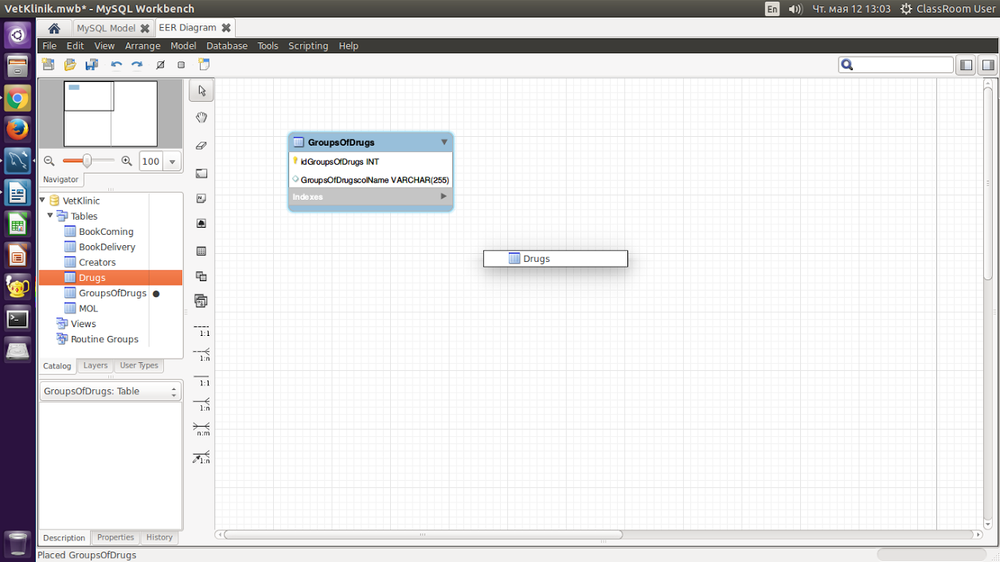 VetKlinik.mwb* - MySQL Workbench
En
Чт. мая 12 13:03
ClassRoom User
MySQL Model
EER Diagram
File Edit View Arrange Model Database Tools Scripting Help
100
Navigator
VetKlinic
Tables
BookComing
BookDelivery
Creators
Drugs
GroupsOfDrugs
MOL
Views
Routine Groups
Catalog Layers User Types
GroupsOfDrugs: Table
Description Properties History
1:1
1:n
1:1
1:n
n:m
1:n
GroupsOfDrugs
idGroupsOfDrugs INT
GroupsOfDrugscolName VARCHAR(255)
Indexes
Drugs
Placed GroupsOfDrugs